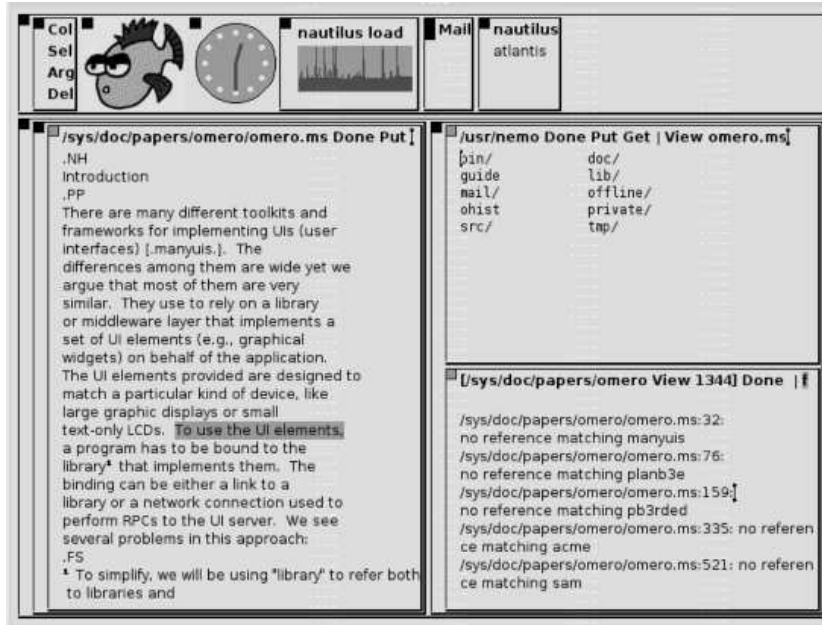 Col
Sel
Arg
Del
nautilus load
Mail
nautilus
atlantis
/sys/doc/papers/omero/omero.ms Done Put
.NH
Introduction
.PP
There are many different toolkits and
frameworks for implementing UIs (user
interfaces) [.manyuis.].  The
differences among them are wide yet we
argue that most of them are very
similar.  They use to rely on a library
or middleware layer that implements a
set of UI elements (e.g., graphical
widgets) on behalf of the application.
The UI elements provided are designed to
match a particular kind of device, like
large graphic displays or small
text-only LCDs.  To use the UI elements,
a program has to be bound to the
library¹ that implements them.  The
binding can be either a link to a
library or a network connection used to
perform RPCs to the UI server.  We see
several problems in this approach:
.FS
¹ To simplify, we will be using "library" to refer both
to libraries and
/usr/nemo Done Put Get | View omero.ms
bin/ doc/
guide lib/
mail/ offline/
ohist private/
src/ tmp/
[/sys/doc/papers/omero View 1344] Done | f
/sys/doc/papers/omero/omero.ms:32:
no reference matching manyuis
/sys/doc/papers/omero/omero.ms:76:
no reference matching planb3e
/sys/doc/papers/omero/omero.ms:159:
no reference matching pb3rded
/sys/doc/papers/omero/omero.ms:335: no referen
ce matching acme
/sys/doc/papers/omero/omero.ms:521: no referen
ce matching sam